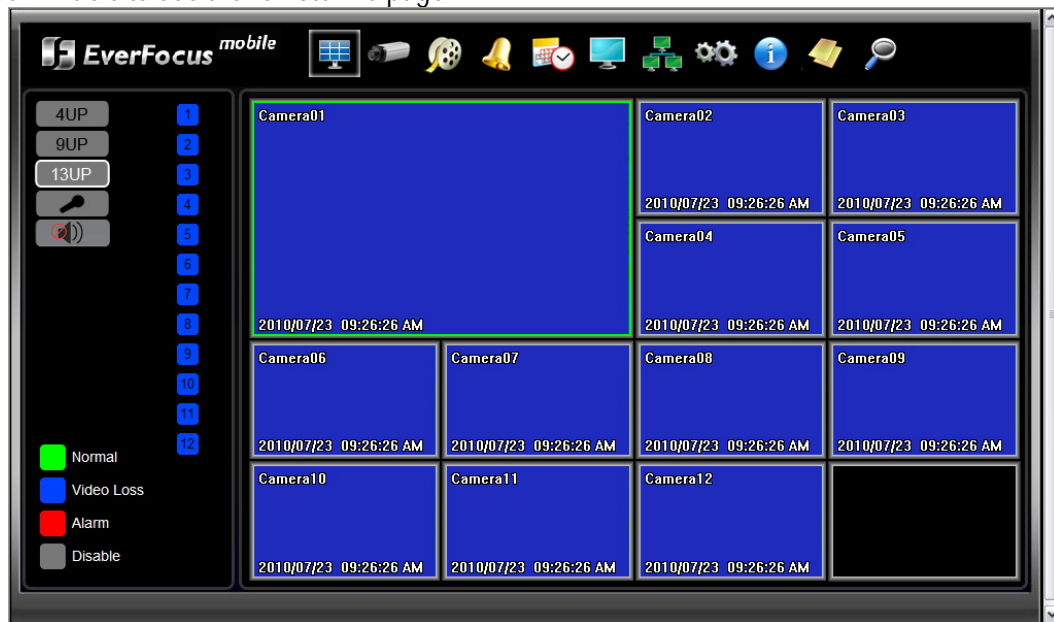 EverFocus mobile
4UP
9UP
13UP
1
2
3
4
5
6
7
8
9
10
11
12
Normal
Video Loss
Alarm
Disable
Camera01
2010/07/23 09:26:26 AM
Camera02
2010/07/23 09:26:26 AM
Camera03
2010/07/23 09:26:26 AM
Camera04
2010/07/23 09:26:26 AM
Camera05
2010/07/23 09:26:26 AM
Camera06
2010/07/23 09:26:26 AM
Camera07
2010/07/23 09:26:26 AM
Camera08
2010/07/23 09:26:26 AM
Camera09
2010/07/23 09:26:26 AM
Camera10
2010/07/23 09:26:26 AM
Camera11
2010/07/23 09:26:26 AM
Camera12
2010/07/23 09:26:26 AM